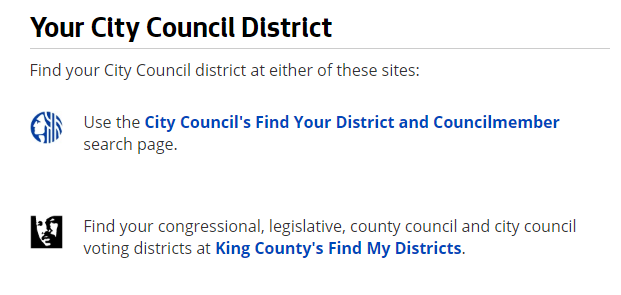 Your City Council District
Find your City Council district at either of these sites:
Use the City Council's Find Your District and Councilmember
search page.
Find your congressional, legislative, county council and city council
voting districts at King County's Find My Districts.